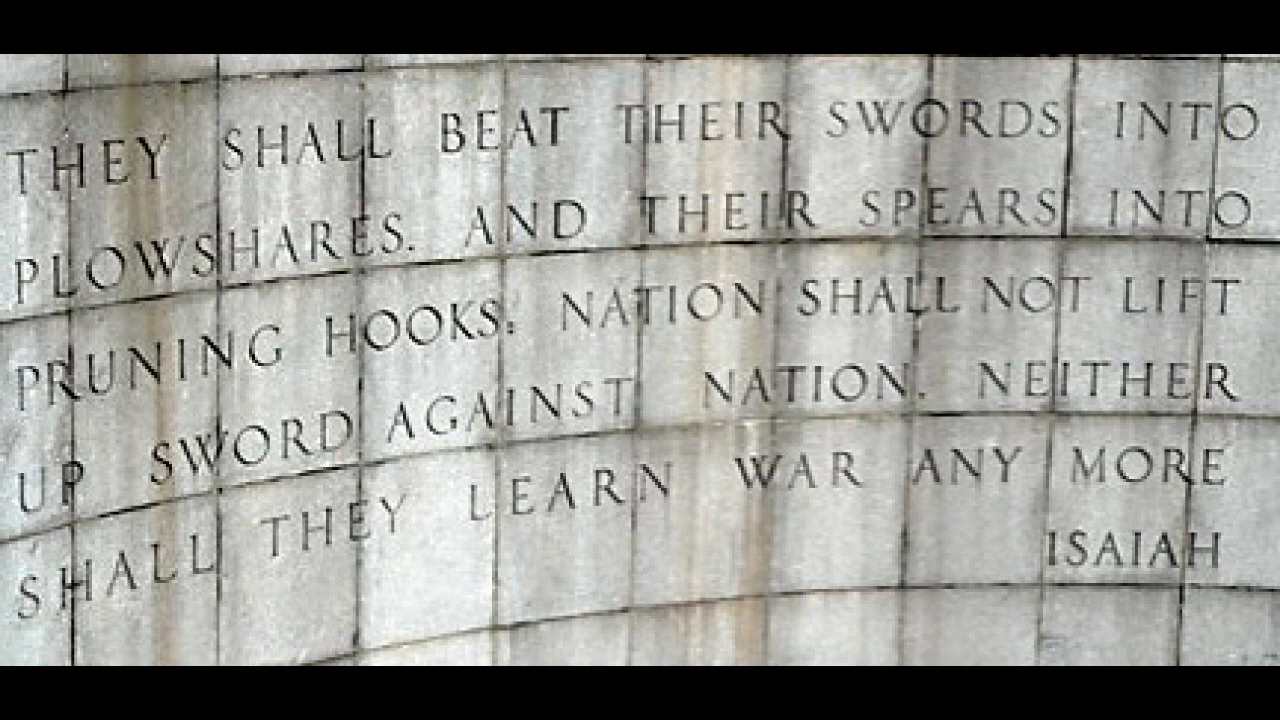 THEY SHALL BEAT THEIR SWORDS INTO
PLOWSHARES. AND THEIR SPEARS INTO
PRUNING HOOKS: NATION SHALL NOT LIFT
UP SWORD AGAINST NATION. NEITHER
SHALL THEY LEARN WAR ANY MORE
ISAIAH